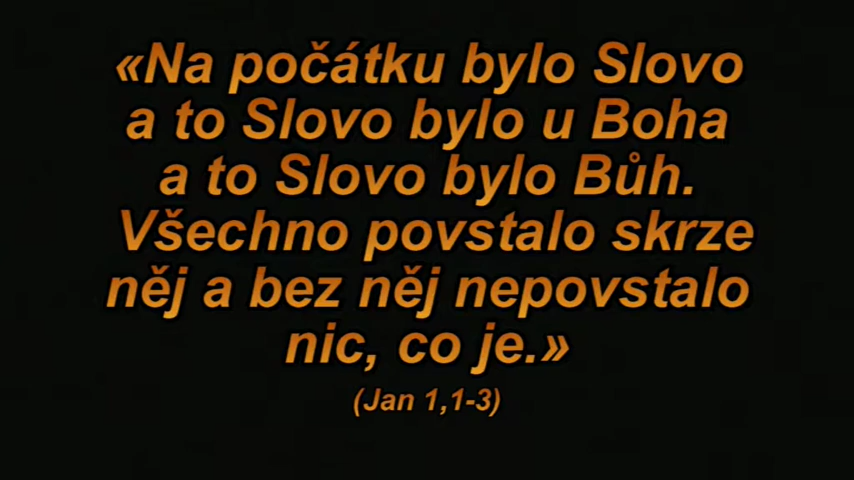 «Na počátku bylo Slovo
a to Slovo bylo u Boha
a to Slovo bylo Bůh.
Všechno povstalo skrze
něj a bez něj nepovstalo
nic, co je.»
(Jan 1,1-3)